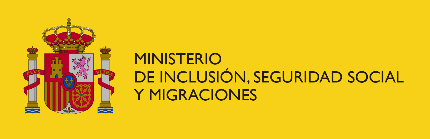 MINISTERIO
DE INCLUSIÓN, SEGURIDAD SOCIAL
Y MIGRACIONES